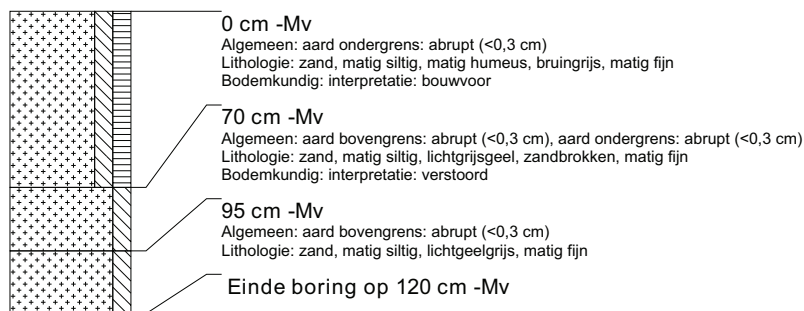 0 cm -Mv
Algemeen: aard ondergrens: abrupt (<0,3 cm)
Lithologie: zand, matig siltig, matig humeus, bruingrijs, matig fijn
Bodemkundig: interpretatie: bouwvoor
70 cm -Mv
Algemeen: aard bovengrens: abrupt (<0,3 cm), aard ondergrens: abrupt (<0,3 cm)
Lithologie: zand, matig siltig, lichtgrijsgeel, zandbrokken, matig fijn
Bodemkundig: interpretatie: verstoord
95 cm -Mv
Algemeen: aard bovengrens: abrupt (<0,3 cm)
Lithologie: zand, matig siltig, lichtgeelgrijs, matig fijn
Einde boring op 120 cm -Mv